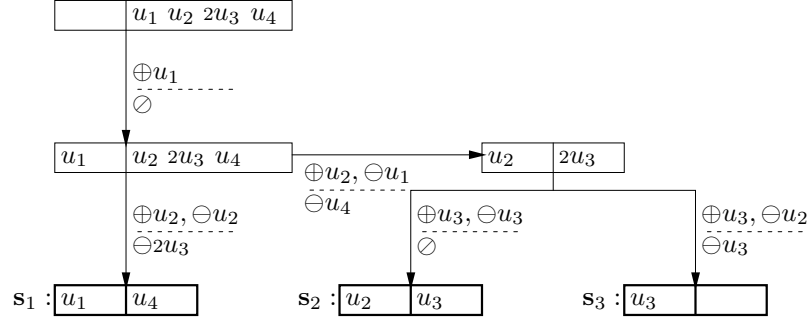 u₁ u₂ 2u₃ u₄
⊕u₁
⊘
u₁ u₂ 2u₃ u₄
⊕u₂, ⊖u₁
⊖u₄
u₂ 2u₃
⊕u₂, ⊖u₂
⊖2u₃
⊕u₃, ⊖u₃
⊘
⊕u₃, ⊖u₂
⊖u₃
s₁ : u₁ u₄
s₂ : u₂ u₃
s₃ : u₃